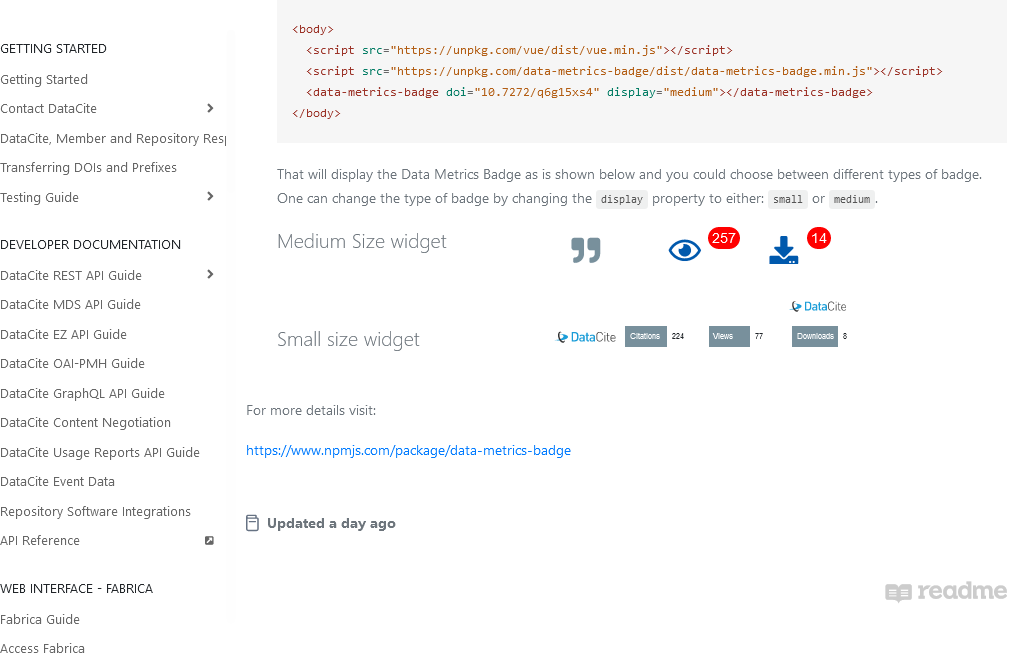 GETTING STARTED
Getting Started
Contact DataCite
DataCite, Member and Repository Resp
Transferring DOIs and Prefixes
Testing Guide
DEVELOPER DOCUMENTATION
DataCite REST API Guide
DataCite MDS API Guide
DataCite EZ API Guide
DataCite OAI-PMH Guide
DataCite GraphQL API Guide
DataCite Content Negotiation
DataCite Usage Reports API Guide
DataCite Event Data
Repository Software Integrations
API Reference
WEB INTERFACE - FABRICA
Fabrica Guide
Access Fabrica
<body>
  <script src="https://unpkg.com/vue/dist/vue.min.js"></script>
  <script src="https://unpkg.com/data-metrics-badge/dist/data-metrics-badge.min.js"></script>
  <data-metrics-badge doi="10.7272/q6g15xs4" display="medium"></data-metrics-badge>
</body>
That will display the Data Metrics Badge as is shown below and you could choose between different types of badge.
One can change the type of badge by changing the display property to either: small or medium.
Medium Size widget 257 14
DataCite
Small size widget DataCite Citations 224 Views 77 Downloads 8
For more details visit:
https://www.npmjs.com/package/data-metrics-badge
Updated a day ago
readme